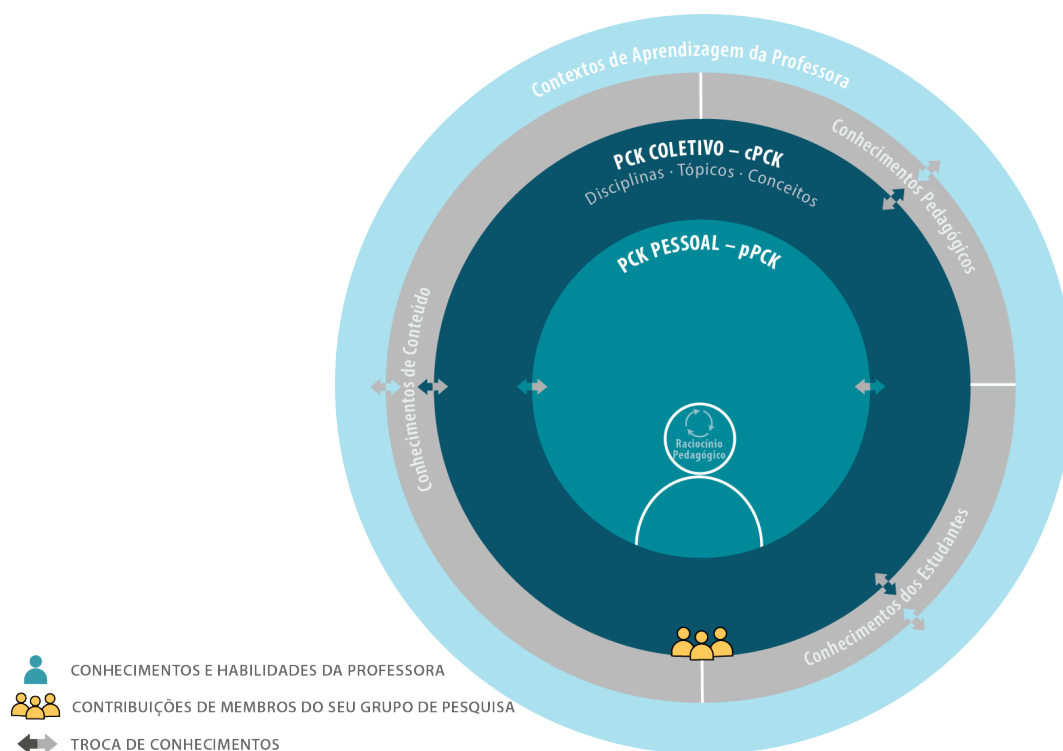 Contextos de Aprendizagem da Professora
Conhecimentos Pedagógicos
PCK COLETIVO – cPCK
Disciplinas · Tópicos · Conceitos
PCK PESSOAL – pPCK
Conhecimentos de Conteúdo
Raciocínio
Pedagógico
Conhecimentos dos Estudantes
CONHECIMENTOS E HABILIDADES DA PROFESSORA
CONTRIBUIÇÕES DE MEMBROS DO SEU GRUPO DE PESQUISA
TROCA DE CONHECIMENTOS